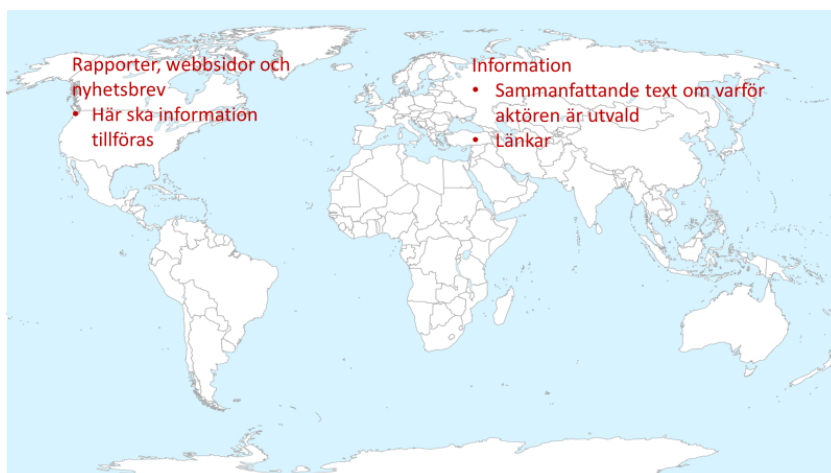 Rapporter, webbsidor och
nyhetsbrev
• Här ska information
tillföras
Information
• Sammanfattande text om varför
aktören är utvald
• Länkar